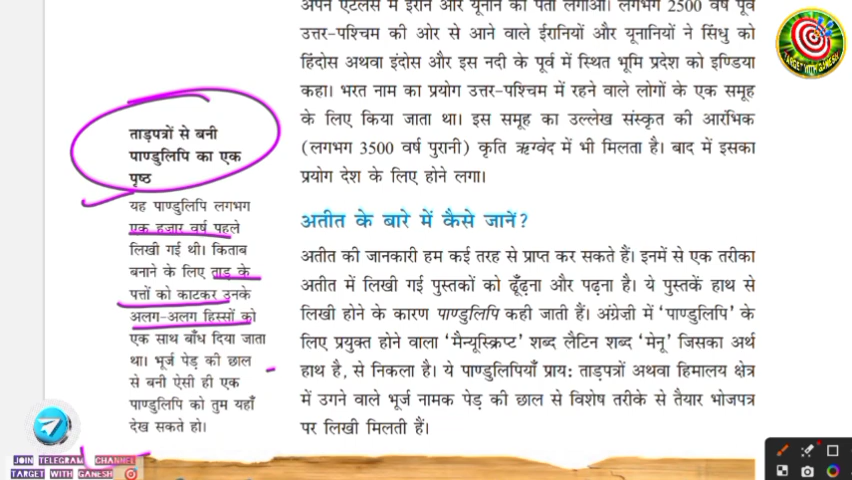 अपने एटलस में ईरान और यूनान का पता लगाओ। लगभग 2500 वर्ष पूर्व
उत्तर-पश्चिम की ओर से आने वाले ईरानियों और यूनानियों ने सिंधु को
हिंदोस अथवा इंदोस और इस नदी के पूर्व में स्थित भूमि प्रदेश को इण्डिया
कहा। भरत नाम का प्रयोग उत्तर-पश्चिम में रहने वाले लोगों के एक समूह
के लिए किया जाता था। इस समूह का उल्लेख संस्कृत की आरंभिक
(लगभग 3500 वर्ष पुरानी) कृति ऋग्वेद में भी मिलता है। बाद में इसका
प्रयोग देश के लिए होने लगा।
ताड़पत्रों से बनी
पाण्डुलिपि का एक
पृष्ठ
यह पाण्डुलिपि लगभग
एक हजार वर्ष पहले
लिखी गई थी। किताब
बनाने के लिए ताड़ के
पत्तों को काटकर उनके
अलग-अलग हिस्सों को
एक साथ बाँध दिया जाता
था। भूर्ज पेड़ की छाल
से बनी ऐसी ही एक
पाण्डुलिपि को तुम यहाँ
देख सकते हो।
अतीत के बारे में कैसे जानें?
अतीत की जानकारी हम कई तरह से प्राप्त कर सकते हैं। इनमें से एक तरीका
अतीत में लिखी गई पुस्तकों को ढूँढ़ना और पढ़ना है। ये पुस्तकें हाथ से
लिखी होने के कारण पाण्डुलिपि कही जाती हैं। अंग्रेजी में ‘पाण्डुलिपि’ के
लिए प्रयुक्त होने वाला ‘मैन्यूस्क्रिप्ट’ शब्द लैटिन शब्द ‘मेनू’ जिसका अर्थ
हाथ है, से निकला है। ये पाण्डुलिपियाँ प्राय: ताड़पत्रों अथवा हिमालय क्षेत्र
में उगने वाले भूर्ज नामक पेड़ की छाल से विशेष तरीके से तैयार भोजपत्र
पर लिखी मिलती हैं।
TARGET WITH GANESH
JOIN TELEGRAM CHANNEL
TARGET WITH GANESH